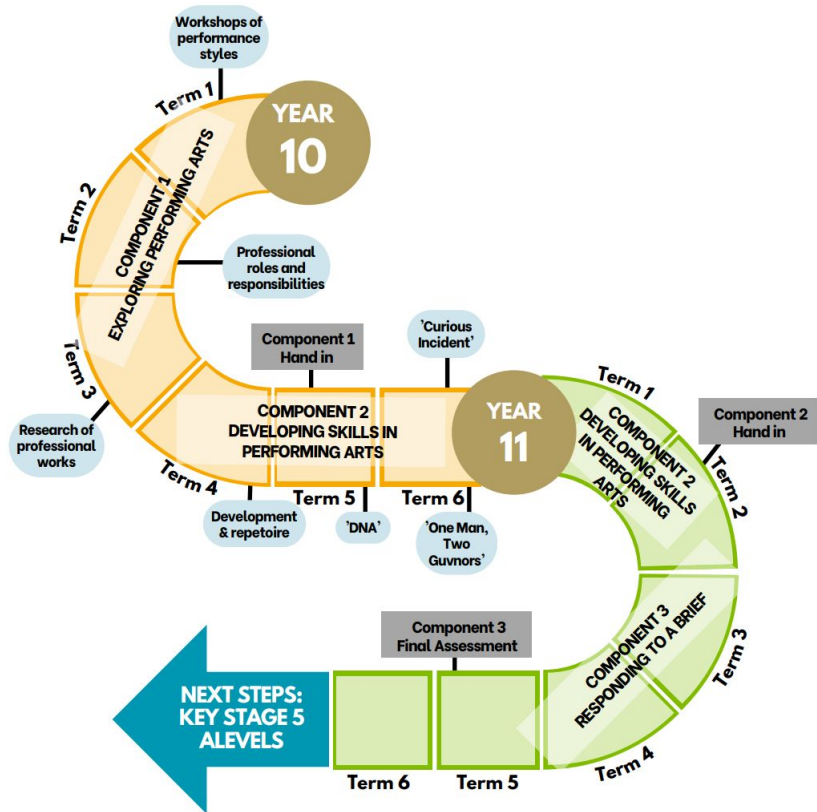 Workshops of
performance
styles
YEAR
10
Term 1
Term 2
COMPONENT 1
EXPLORING PERFORMING ARTS
Professional
roles and
responsibilities
Term 3
Research of
professional
works
Term 4
Development
& repetoire
Component 1
Hand in
COMPONENT 2
DEVELOPING SKILLS IN
PERFORMING ARTS
Term 5
'DNA'
'Curious
Incident'
Term 6
'One Man,
Two
Guvnors'
YEAR
11
Term 1
COMPONENT 2
DEVELOPING SKILLS
IN PERFORMING
ARTS
Component 2
Hand in
Term 2
Term 3
COMPONENT 3
RESPONDING TO A BRIEF
Term 4
Component 3
Final Assessment
Term 5
Term 6
NEXT STEPS:
KEY STAGE 5
ALEVELS